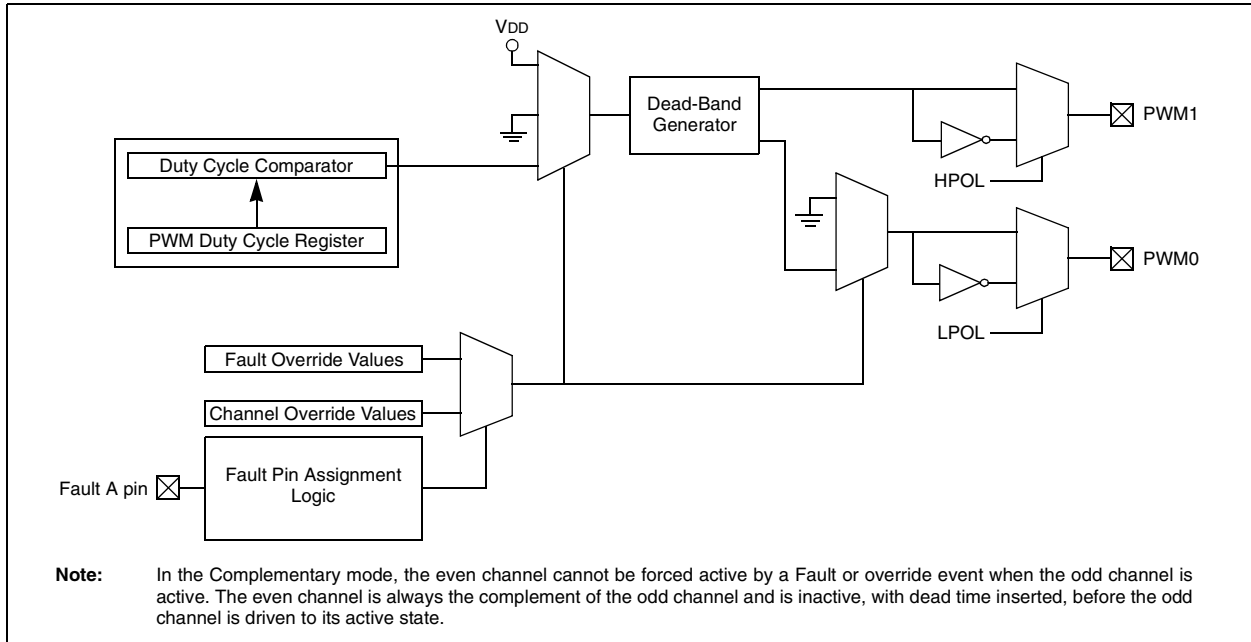 VDD
Dead-Band
Generator
PWM1
HPOL
Duty Cycle Comparator
PWM Duty Cycle Register
PWM0
LPOL
Fault Override Values
Channel Override Values
Fault Pin Assignment
Logic
Fault A pin
Note: In the Complementary mode, the even channel cannot be forced active by a Fault or override event when the odd channel is
active. The even channel is always the complement of the odd channel and is inactive, with dead time inserted, before the odd
channel is driven to its active state.